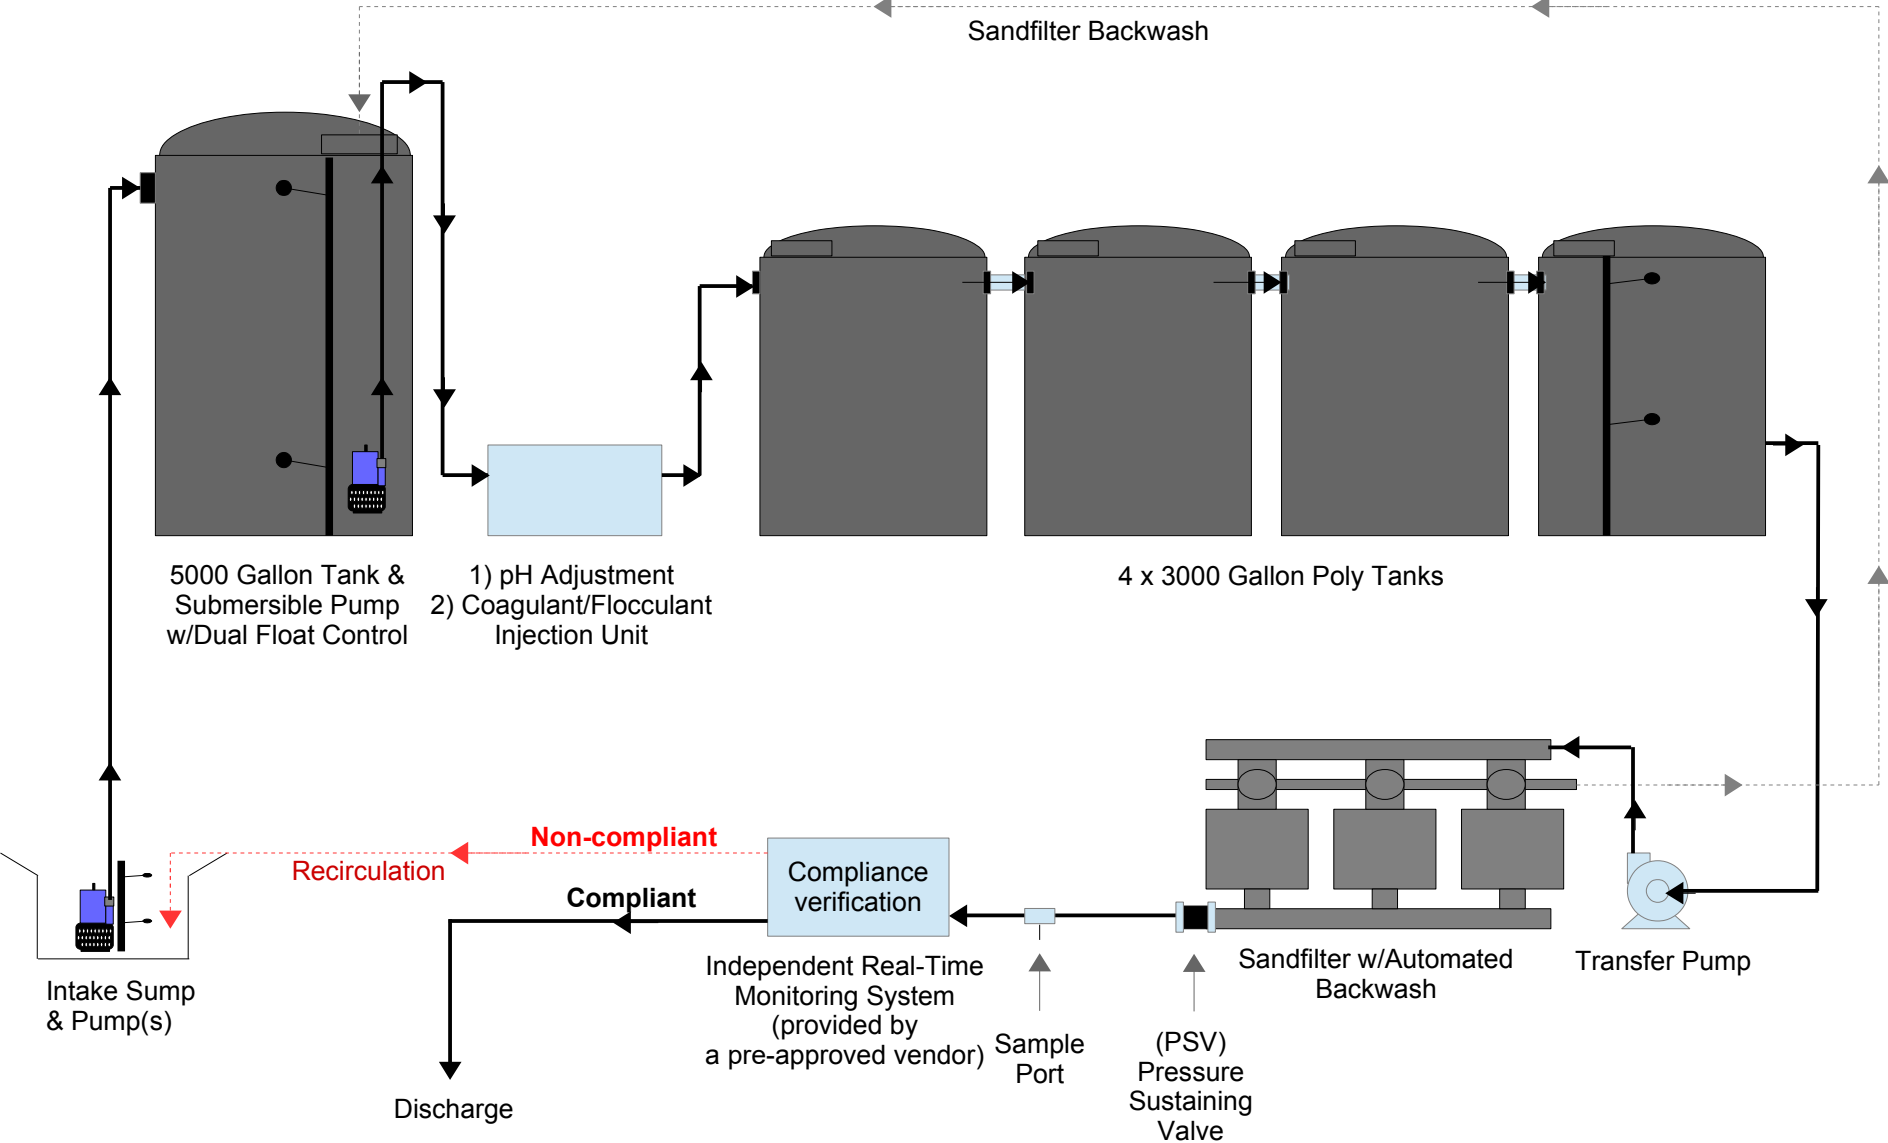 Sandfilter Backwash
5000 Gallon Tank &
Submersible Pump
w/Dual Float Control
1) pH Adjustment
2) Coagulant/Flocculant
Injection Unit
4 x 3000 Gallon Poly Tanks
Non-compliant
Recirculation
Compliant
Compliance
verification
Intake Sump
& Pump(s)
Independent Real-Time
Monitoring System
(provided by
a pre-approved vendor)
Sample
Port
(PSV)
Pressure
Sustaining
Valve
Sandfilter w/Automated
Backwash
Transfer Pump
Discharge